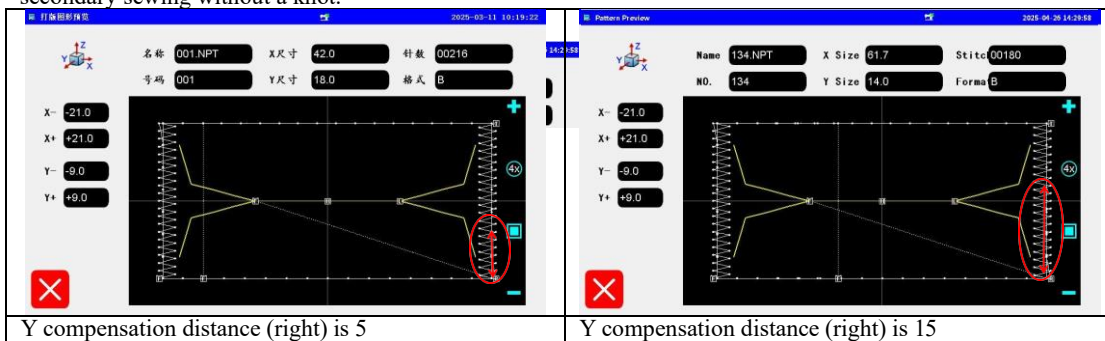 secondary sewing without a knot.
打版图形预览 2025-03-11 10:19:22
名称 001.NPT X尺寸 42.0 针数 00216
号码 001 Y尺寸 18.0 格式 B
X- -21.0
X+ +21.0
Y- -9.0
Y+ +9.0
4x
14:29:58
Pattern Preview 2025-04-26 14:29:58
Name 134.NPT X Size 61.7 Stitc 00180
NO. 134 Y Size 14.0 Forma B
X- -21.0
X+ +21.0
Y- -9.0
Y+ +9.0
4x
Y compensation distance (right) is 5
Y compensation distance (right) is 15